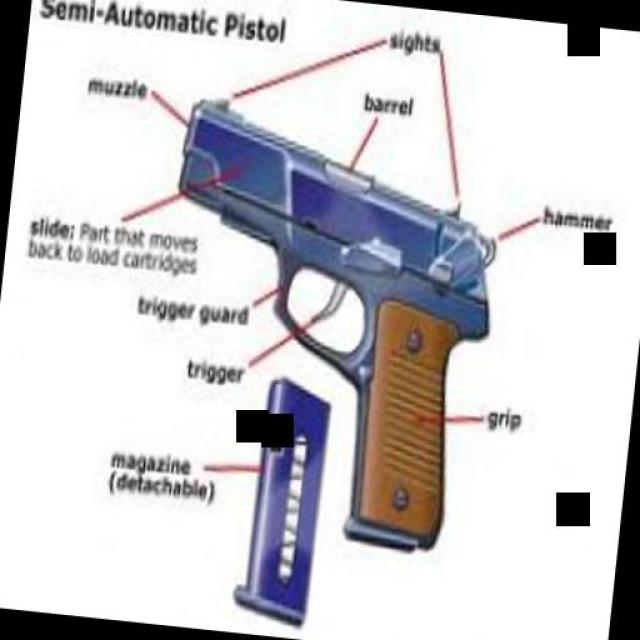 Semi-Automatic Pistol
sights
muzzle
barrel
hammer
slide: Part that moves
back to load cartridges
trigger guard
trigger
grip
magazine
(detachable)